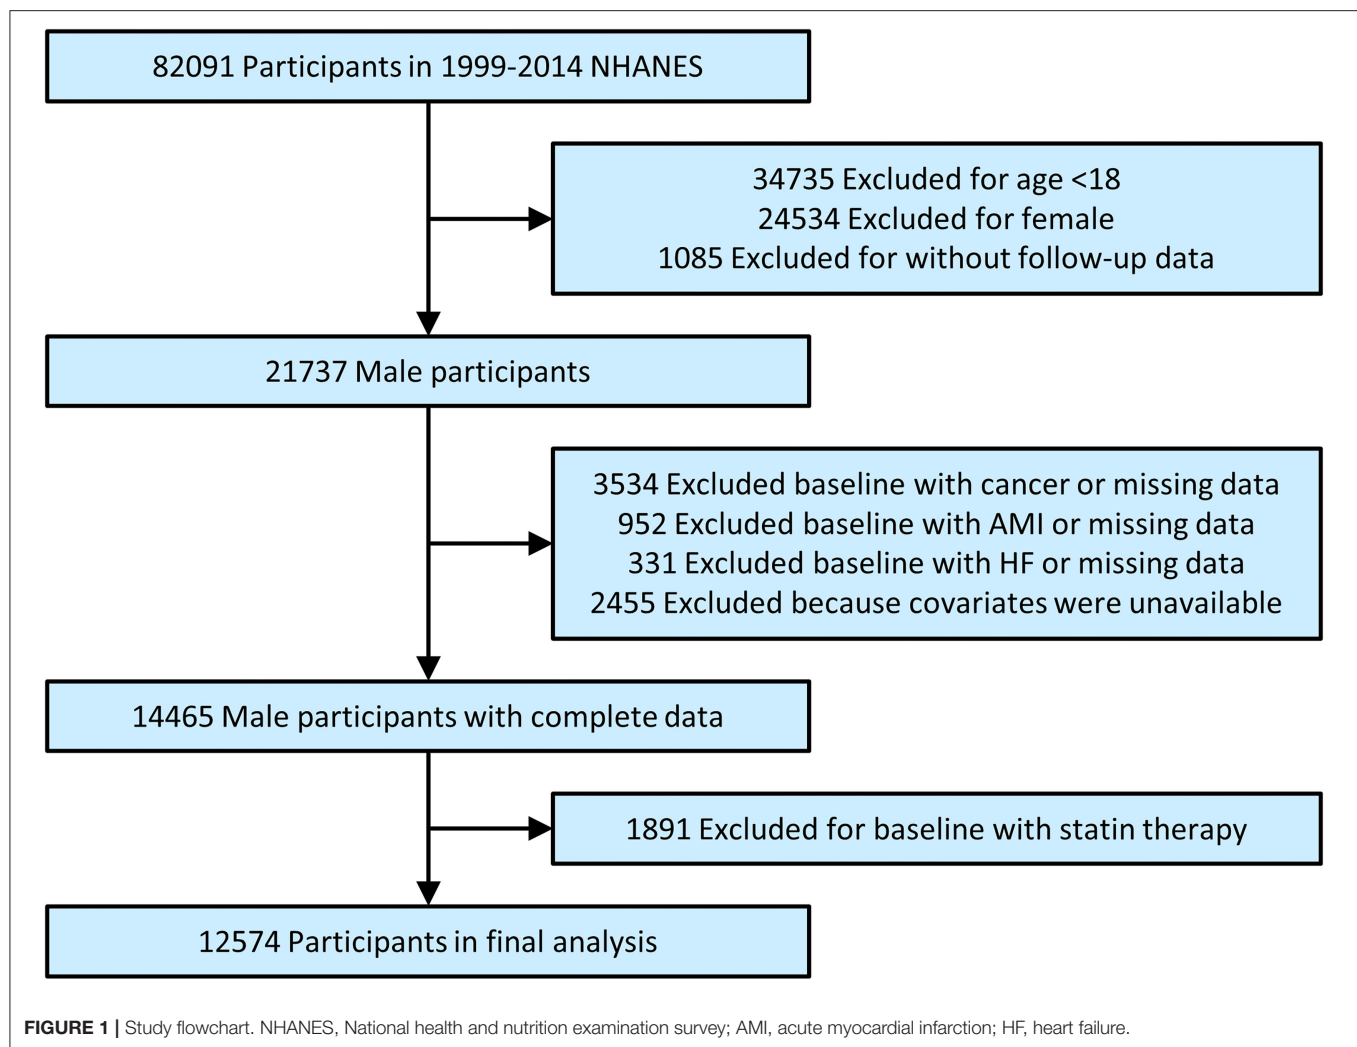 82091 Participants in 1999-2014 NHANES
34735 Excluded for age <18
24534 Excluded for female
1085 Excluded for without follow-up data
21737 Male participants
3534 Excluded baseline with cancer or missing data
952 Excluded baseline with AMI or missing data
331 Excluded baseline with HF or missing data
2455 Excluded because covariates were unavailable
14465 Male participants with complete data
1891 Excluded for baseline with statin therapy
12574 Participants in final analysis
FIGURE 1 | Study flowchart. NHANES, National health and nutrition examination survey; AMI, acute myocardial infarction; HF, heart failure.